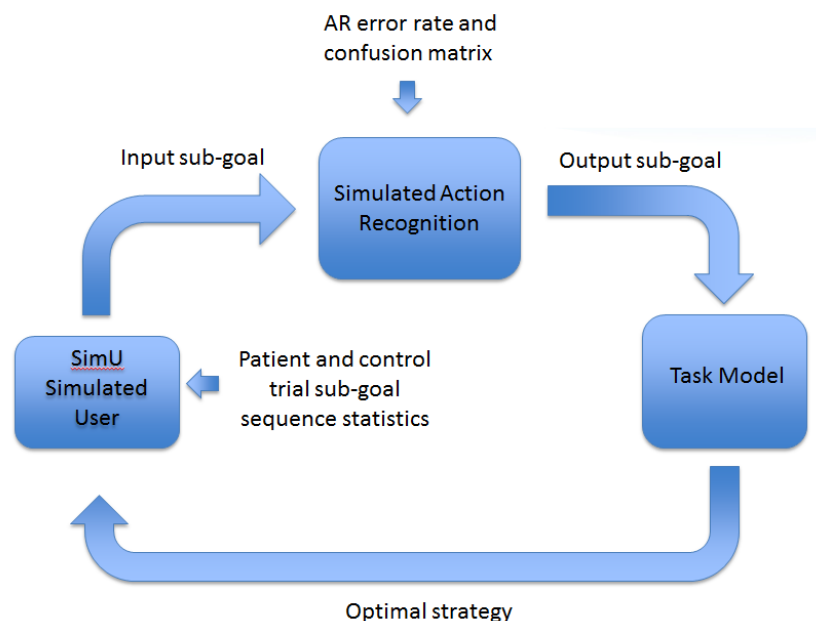 AR error rate and
confusion matrix
Input sub-goal
Simulated Action
Recognition
Output sub-goal
SimU
Simulated
User
Patient and control
trial sub-goal
sequence statistics
Task Model
Optimal strategy